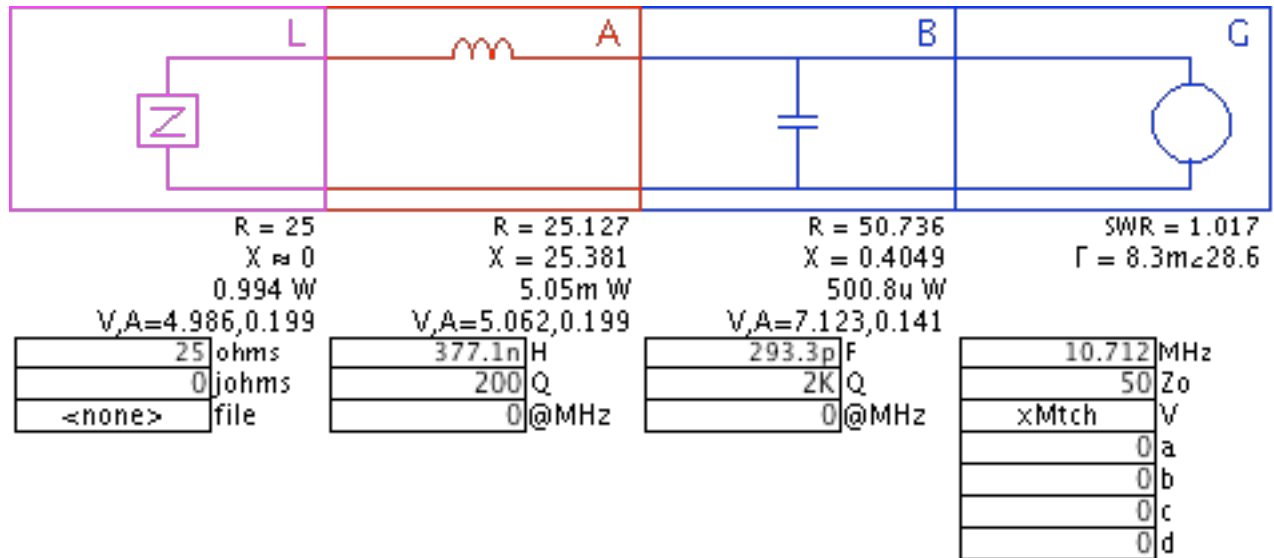 L
A
B
G
Z
R = 25
X ≈ 0
0.994 W
V,A=4.986,0.199
25 ohms
0 johms
<none> file
R = 25.127
X = 25.381
5.05m W
V,A=5.062,0.199
377.1n H
200 Q
0 @MHz
R = 50.736
X = 0.4049
500.8u W
V,A=7.123,0.141
293.3p F
2K Q
0 @MHz
SWR = 1.017
Γ = 8.3m∠28.6
10.712 MHz
50 Zo
xMtch V
0 a
0 b
0 c
0 d